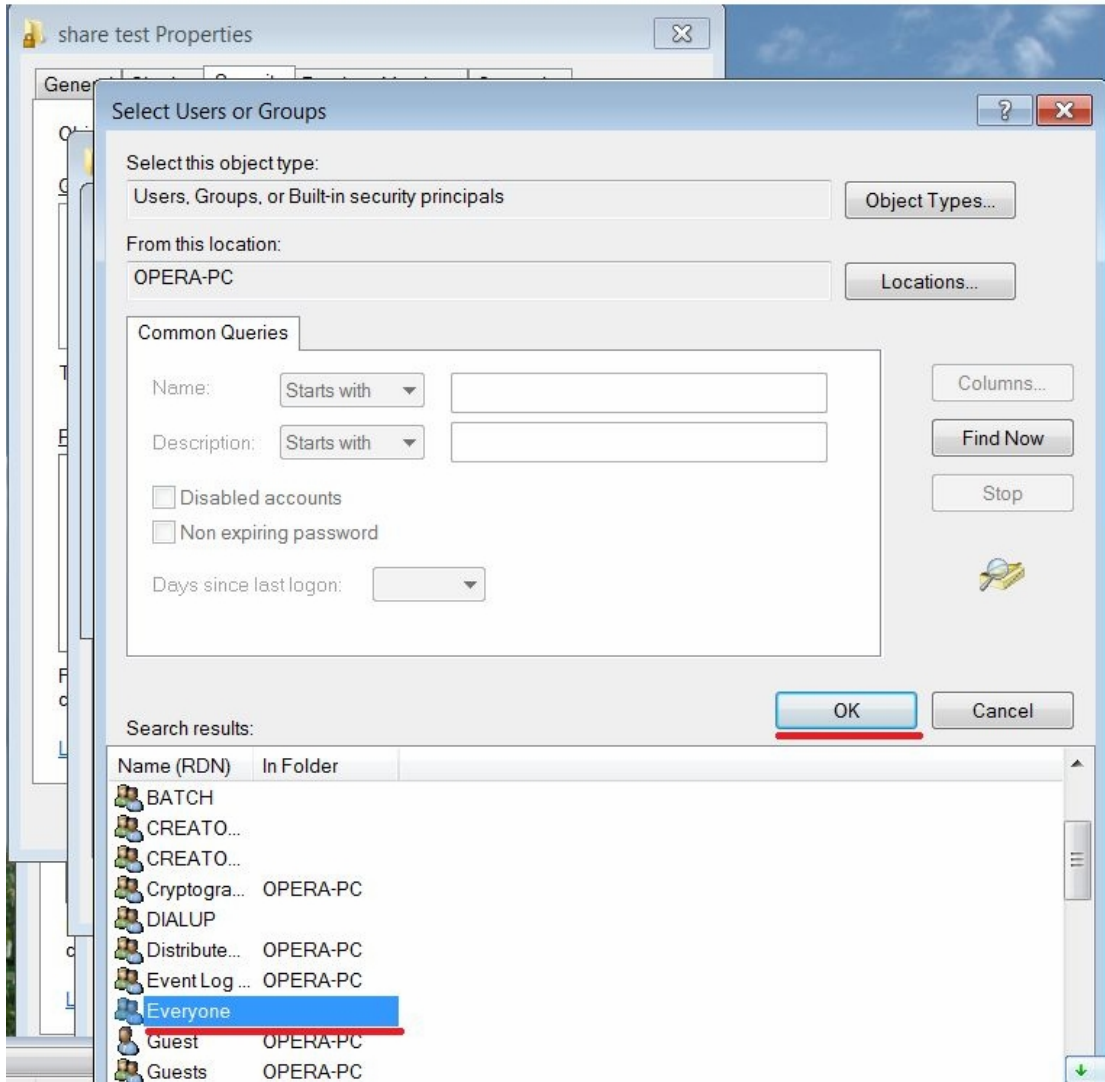 share test Properties
Gener
Select Users or Groups
Select this object type:
Users, Groups, or Built-in security principals
Object Types...
From this location:
OPERA-PC
Locations...
Common Queries
Name:
Starts with
Columns...
Description:
Starts with
Find Now
Disabled accounts
Stop
Non expiring password
Days since last logon:
OK
Cancel
Search results:
Name (RDN) In Folder
BATCH
CREATO...
CREATO...
Cryptogra... OPERA-PC
DIALUP
Distribute... OPERA-PC
Event Log ... OPERA-PC
Everyone
Guest OPERA-PC
Guests OPERA-PC